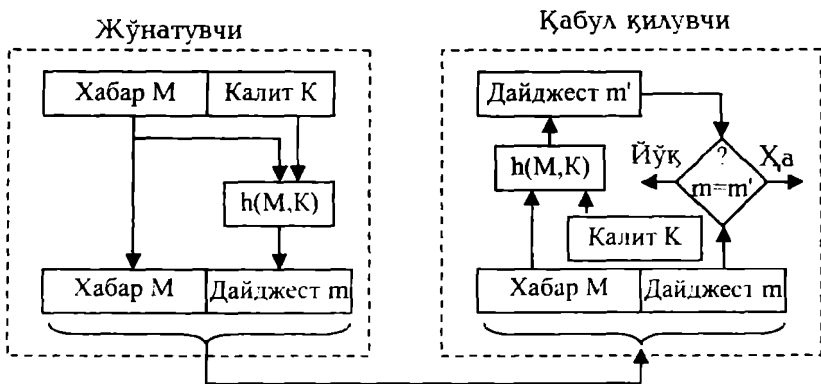 Жўнатувчи
Хабар М
Калит К
h(М,К)
Хабар М
Дайджест m
Қабул қилувчи
Дайджест m'
h(М,К)
Калит К
Йўқ
?
m=m'
Ҳа
Хабар М
Дайджест m